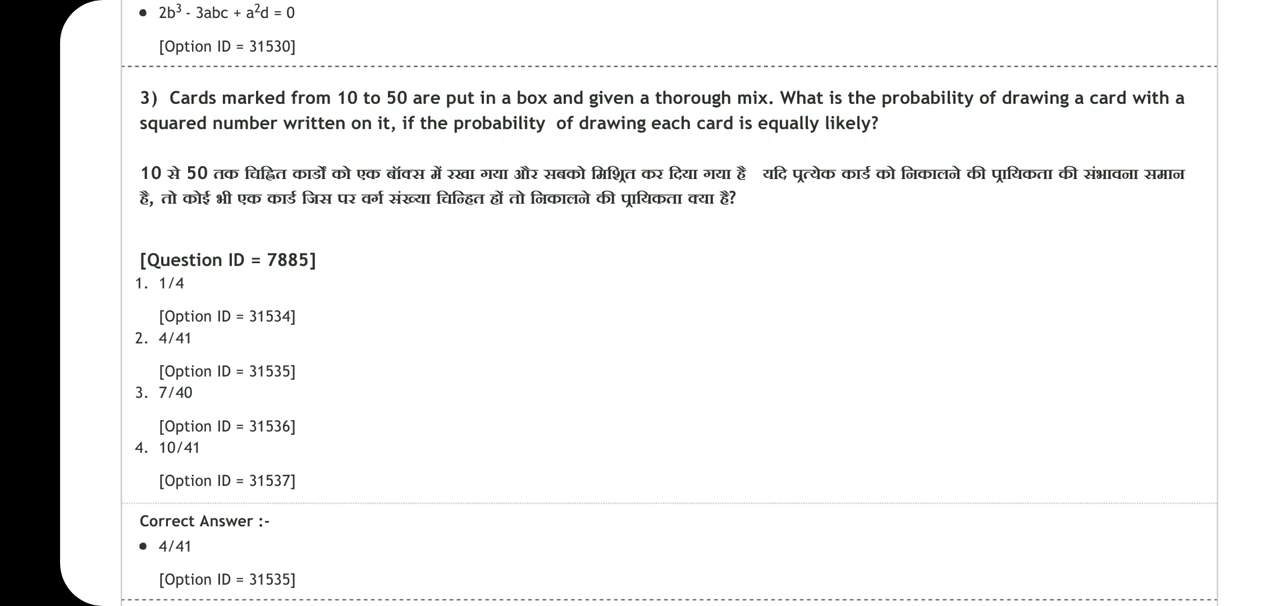 • 2b³ - 3abc + a²d = 0
[Option ID = 31530]
3) Cards marked from 10 to 50 are put in a box and given a thorough mix. What is the probability of drawing a card with a
squared number written on it, if the probability of drawing each card is equally likely?
10 से 50 तक चिह्नित कार्डों को एक बॉक्स में रखा गया और सबको मिश्रित कर दिया गया है यदि प्रत्येक कार्ड को निकालने की प्रायिकता की संभावना समान
है, तो कोई भी एक कार्ड जिस पर वर्ग संख्या चिन्हित हों तो निकालने की प्रायिकता क्या है?
[Question ID = 7885]
1. 1/4
[Option ID = 31534]
2. 4/41
[Option ID = 31535]
3. 7/40
[Option ID = 31536]
4. 10/41
[Option ID = 31537]
Correct Answer :-
• 4/41
[Option ID = 31535]